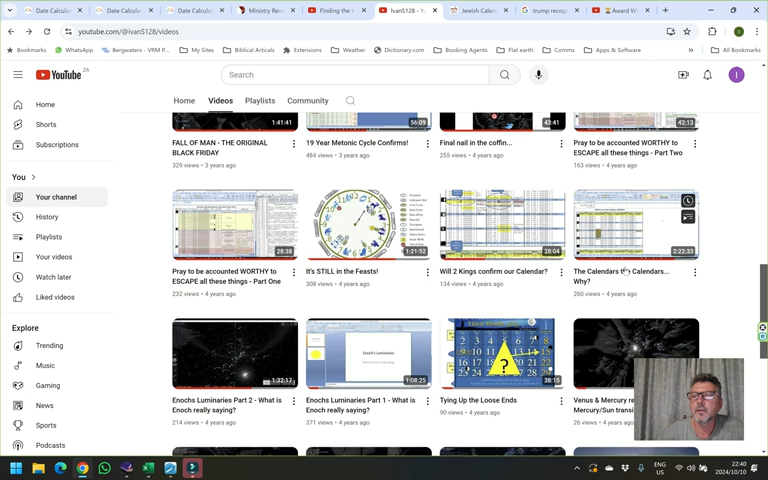 Date Calculat
Date Calculat
Date Calculat
Ministry Rev
Finding the
IvanS128 - Yo
Jewish Calen
trump recog
Award W
youtube.com/@ivanS128/videos
Bookmarks
WhatsApp
Bergwaters - VRM P...
My Sites
Biblical Articals
Extensions
Weather
Dictionary.com
Booking Agents
Flat earth
Comms
Apps & Software
All Bookmarks
YouTube ZA
Search
I
Home
Videos
Playlists
Community
Home
Shorts
Subscriptions
You
Your channel
History
Playlists
Your videos
Watch later
Liked videos
Explore
Trending
Music
Gaming
News
Sports
Podcasts
1:41:41
56:09
43:41
42:13
FALL OF MAN - THE ORIGINAL
BLACK FRIDAY
329 views • 3 years ago
19 Year Metonic Cycle Confirms!
484 views • 3 years ago
Final nail in the coffin...
255 views • 4 years ago
Pray to be accounted WORTHY to
ESCAPE all these things - Part Two
163 views • 4 years ago
28:38
1:21:52
28:04
2:22:33
Pray to be accounted WORTHY to
ESCAPE all these things - Part One
232 views • 4 years ago
It's STILL in the Feasts!
308 views • 4 years ago
Will 2 Kings confirm our Calendar?
134 views • 4 years ago
The Calendars the Calendars...
Why?
260 views • 4 years ago
1:32:17
Enoch's Luminaries
1:08:25
38:15
Enochs Luminaries Part 2 - What is
Enoch really saying?
214 views • 4 years ago
Enochs Luminaries Part 1 - What is
Enoch really saying?
371 views • 4 years ago
Tying Up the Loose Ends
90 views • 4 years ago
Venus & Mercury re
Mercury/Sun transi
26 views • 4 years
ENG
US
22:40
2024/10/10